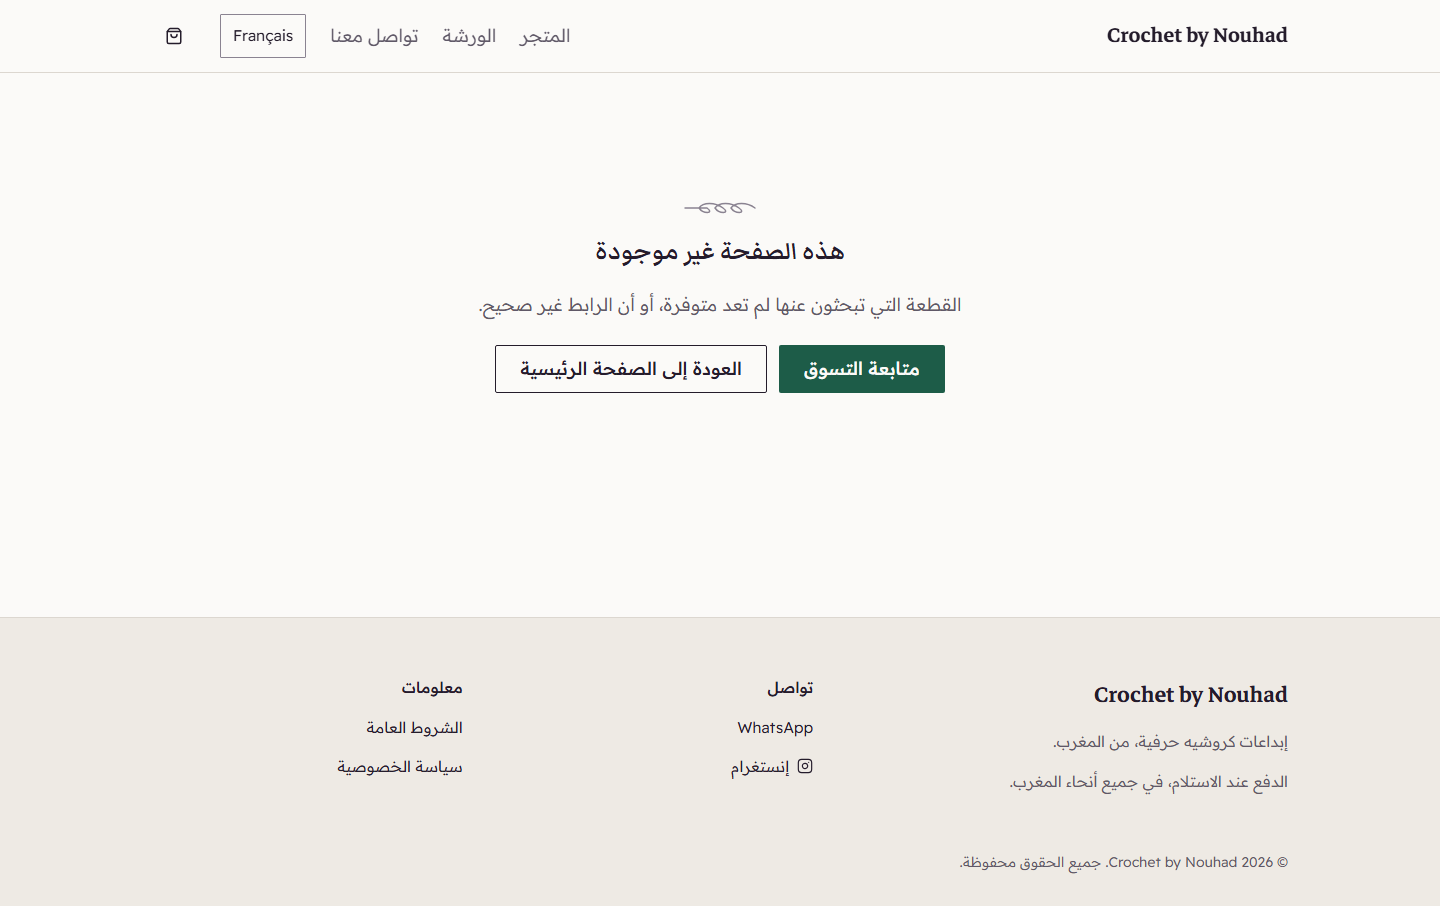 Crochet by Nouhad
المتجر
الورشة
تواصل معنا
Français
هذه الصفحة غير موجودة
القطعة التي تبحثون عنها لم تعد متوفرة، أو أن الرابط غير صحيح.
متابعة التسوق
العودة إلى الصفحة الرئيسية
Crochet by Nouhad
إبداعات كروشيه حرفية، من المغرب.
الدفع عند الاستلام، في جميع أنحاء المغرب.
تواصل
WhatsApp
إنستغرام
معلومات
الشروط العامة
سياسة الخصوصية
© 2026 Crochet by Nouhad. جميع الحقوق محفوظة.